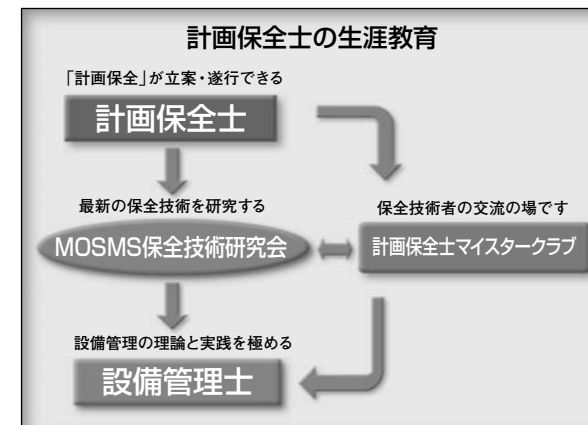 計画保全士の生涯教育
「計画保全」が立案・遂行できる
計画保全士
最新の保全技術を研究する
MOSMS保全技術研究会
保全技術者の交流の場です
計画保全士マイスタークラブ
設備管理の理論と実践を極める
設備管理士